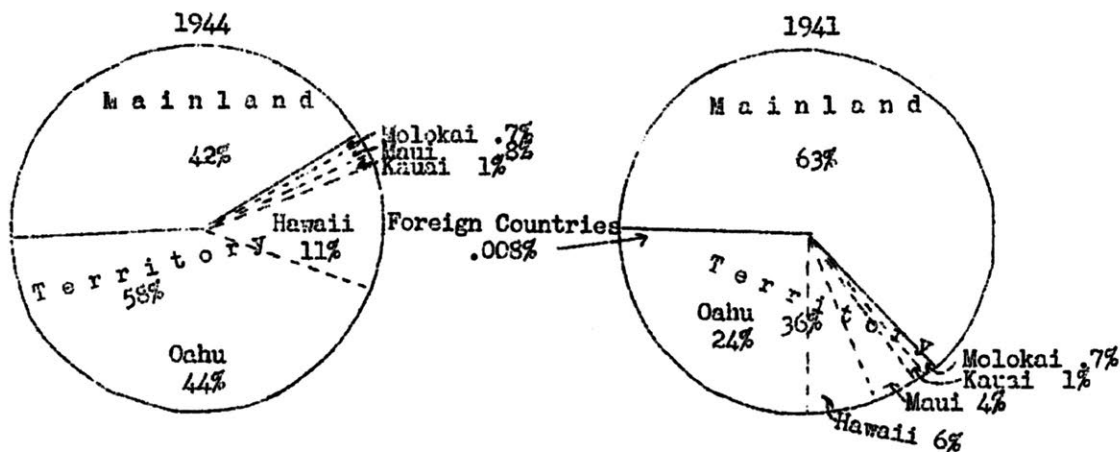 1944
Mainland
42%
Molokai .7%
Maui .8%
Kauai 1%
Hawaii
11%
Territory
58%
Oahu
44%
Foreign Countries
.008%
1941
Mainland
63%
Territory
36%
Oahu
24%
Molokai .7%
Kauai 1%
Maui 4%
Hawaii 6%